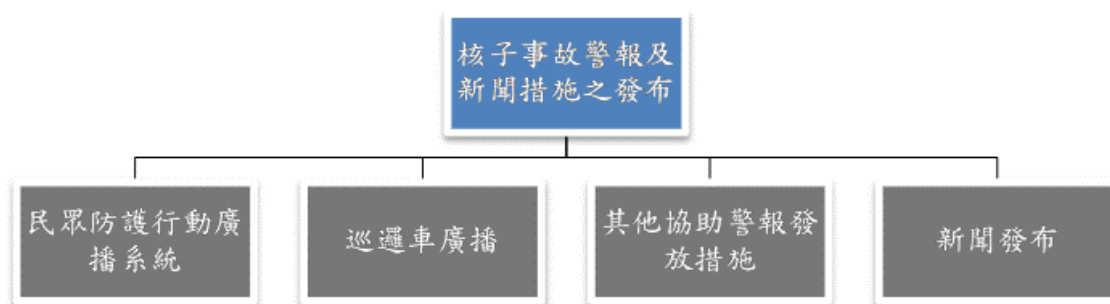 核子事故警報及
新聞措施之發布
民眾防護行動廣
播系統
巡邏車廣播
其他協助警報發
放措施
新聞發布